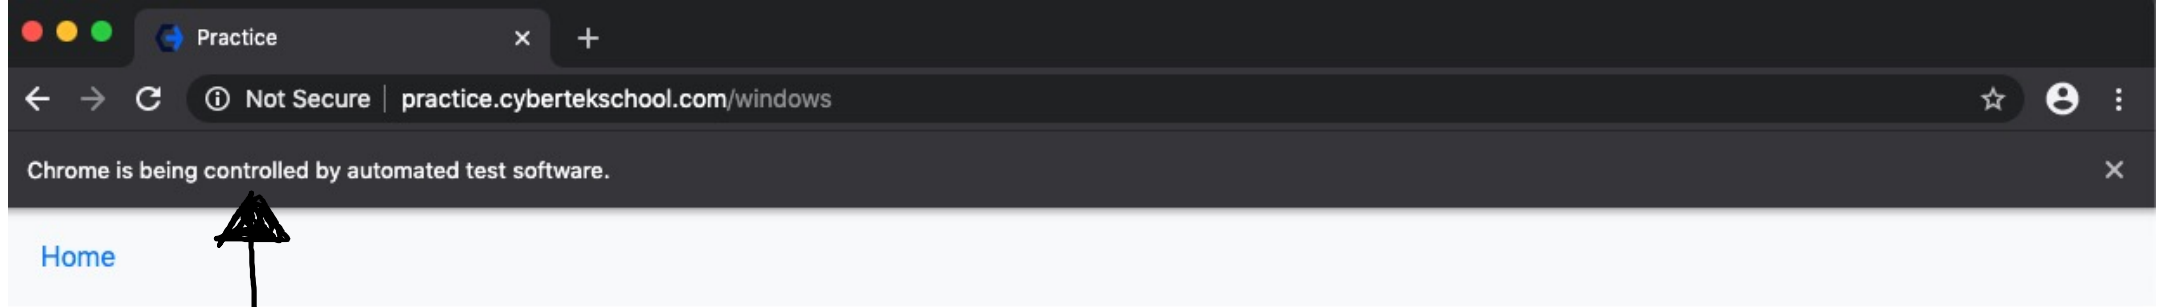 Practice
Not Secure practice.cybertekschool.com/windows
Chrome is being controlled by automated test software.
Home